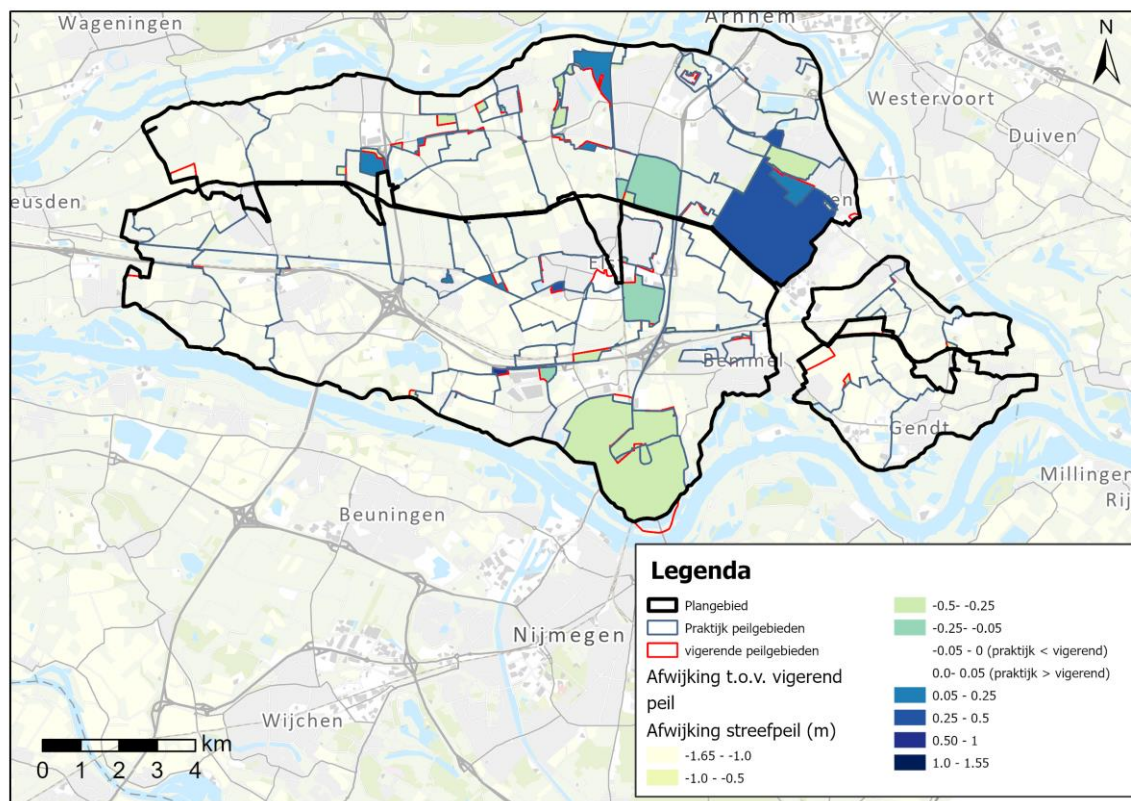 Wageningen
Arnhem
N
Westervoort
Duiven
eusden
en
Bemmel
Gendt
Millingen
Rij
Beuningen
Nijmegen
Wijchen
km
0 1 2 3 4
Legenda
Plangebied
Praktijk peilgebieden
vigerende peilgebieden
Afwijking t.o.v. vigerend
peil
Afwijking streefpeil (m)
-1.65 - -1.0
-1.0 - -0.5
-0.5- -0.25
-0.25- -0.05
-0.05 - 0 (praktijk < vigerend)
0.0- 0.05 (praktijk > vigerend)
0.05 - 0.25
0.25 - 0.5
0.50 - 1
1.0 - 1.55